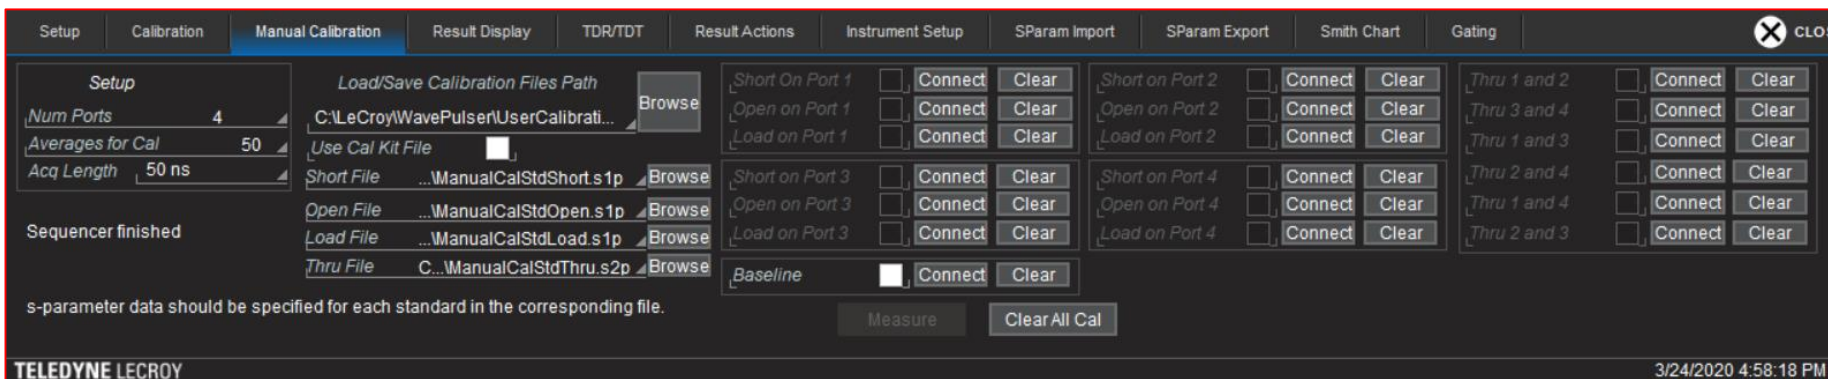 Setup Calibration Manual Calibration Result Display TDR/TDT Result Actions Instrument Setup SParam Import SParam Export Smith Chart Gating CLO
Setup
Num Ports 4
Averages for Cal 50
Acq Length 50 ns
Sequencer finished
Load/Save Calibration Files Path
C:\LeCroy\WavePulser\UserCalibrati... Browse
Use Cal Kit File
Short File ...\ManualCalStdShort.s1p Browse
Open File ...\ManualCalStdOpen.s1p Browse
Load File ...\ManualCalStdLoad.s1p Browse
Thru File C...\ManualCalStdThru.s2p Browse
s-parameter data should be specified for each standard in the corresponding file.
Short On Port 1 Connect Clear
Open on Port 1 Connect Clear
Load on Port 1 Connect Clear
Short on Port 3 Connect Clear
Open on Port 3 Connect Clear
Load on Port 3 Connect Clear
Baseline Connect Clear
Short on Port 2 Connect Clear
Open on Port 2 Connect Clear
Load on Port 2 Connect Clear
Short on Port 4 Connect Clear
Open on Port 4 Connect Clear
Load on Port 4 Connect Clear
Thru 1 and 2 Connect Clear
Thru 3 and 4 Connect Clear
Thru 1 and 3 Connect Clear
Thru 2 and 4 Connect Clear
Thru 1 and 4 Connect Clear
Thru 2 and 3 Connect Clear
Measure Clear All Cal
TELEDYNE LECROY 3/24/2020 4:58:18 PM